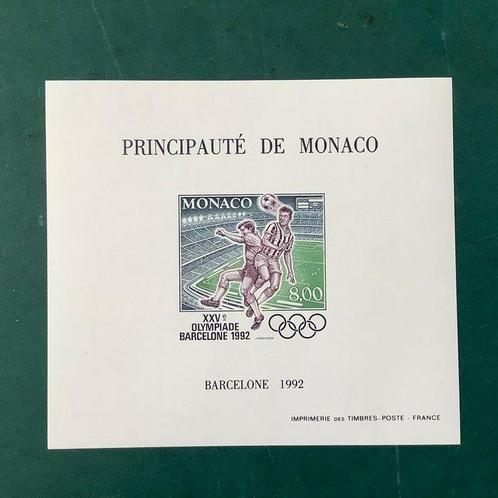 PRINCIPAUTÉ DE MONACO
MONACO
8,00
XXVe
OLYMPIADE
BARCELONE 1992
BARCELONE 1992
IMPRIMERIE DES TIMBRES-POSTE - FRANCE